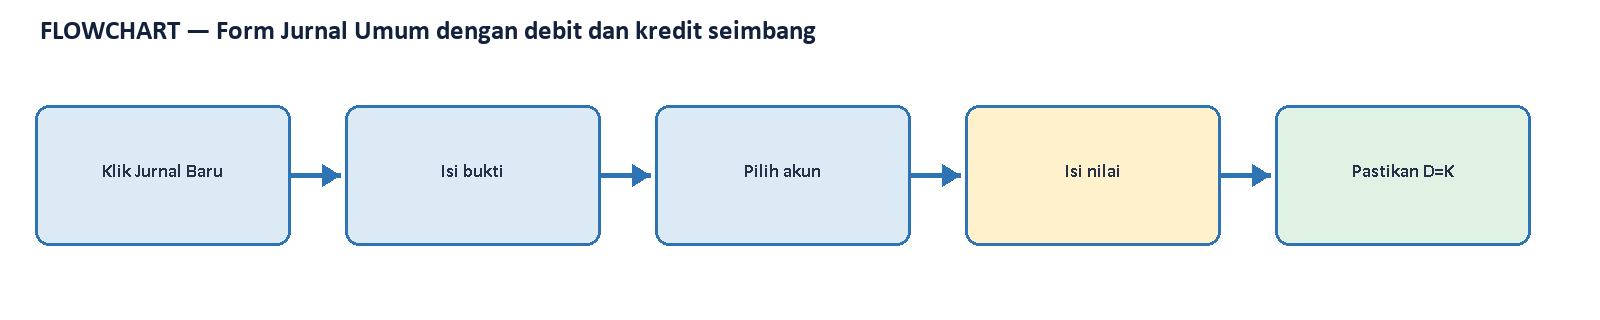 FLOWCHART — Form Jurnal Umum dengan debit dan kredit seimbang
Klik Jurnal Baru
Isi bukti
Pilih akun
Isi nilai
Pastikan D=K